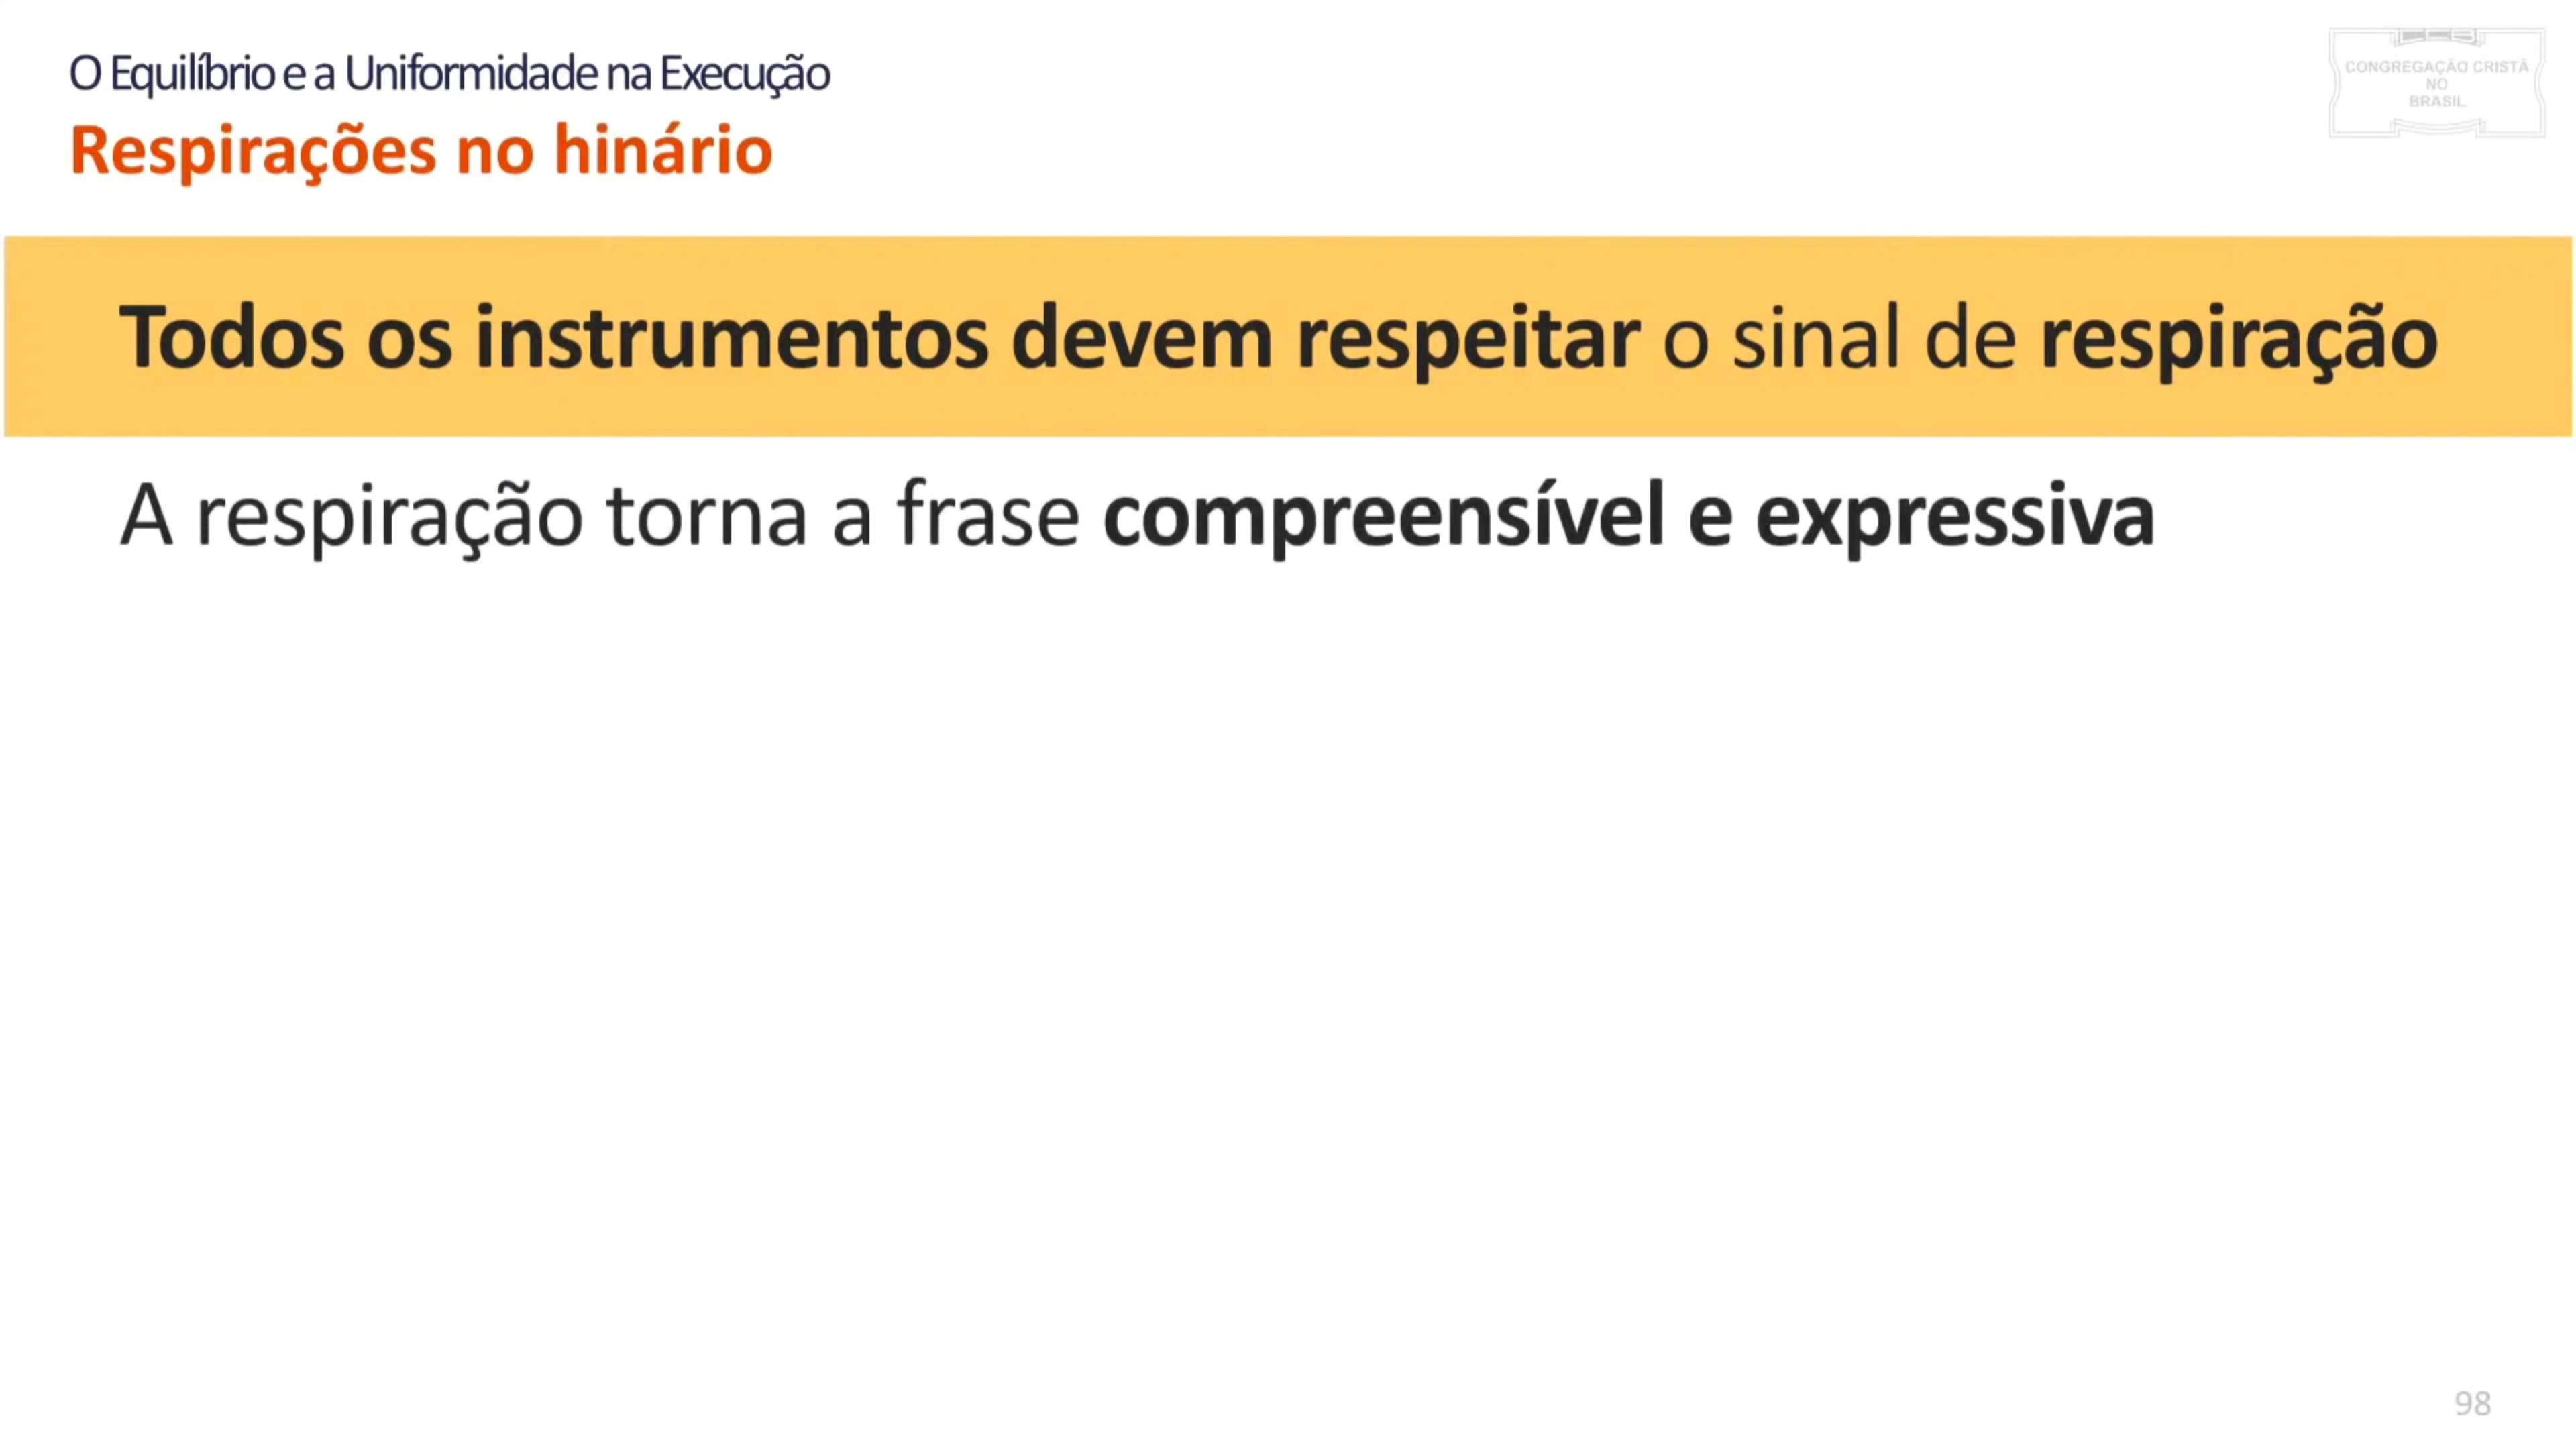 O Equilíbrio e a Uniformidade na Execução
Respirações no hinário
CONGREGAÇÃO CRISTÃ
NO
BRASIL
Todos os instrumentos devem respeitar o sinal de respiração
A respiração torna a frase compreensível e expressiva
98